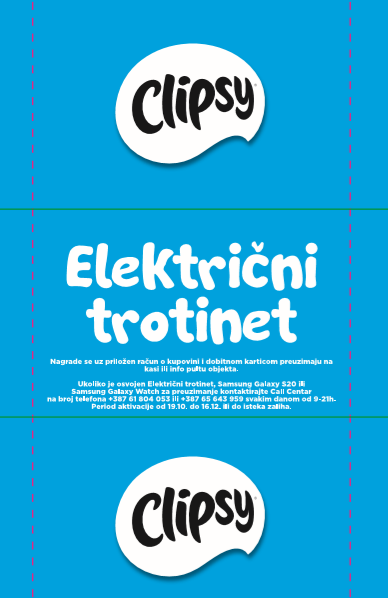 Clipsy
Električni
trotinet
Nagrade se uz priložen račun o kupovini i dobitnom karticom preuzimaju na
kasi ili info pultu objekta.
Ukoliko je osvojen Električni trotinet, Samsung Galaxy S20 ili
Samsung Galaxy Watch za preuzimanje kontaktirajte Call Centar
na broj telefona +387 61 804 053 ili +387 65 643 959 svakim danom od 9-21h.
Period aktivacije od 19.10. do 16.12. ili do isteka zaliha.
Clipsy